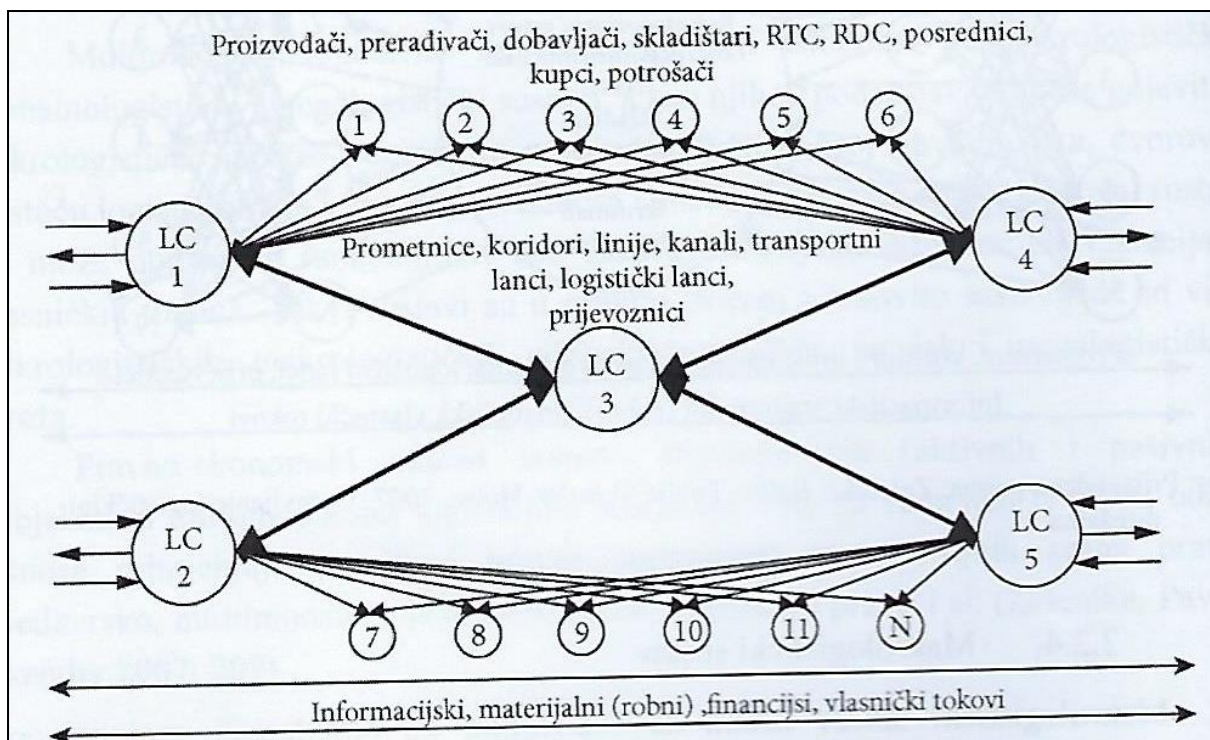 Proizvođači, prerađivači, dobavljači, skladištari, RTC, RDC, posrednici,
kupci, potrošači
1 2 3 4 5 6
LC
1
LC
4
Prometnice, koridori, linije, kanali, transportni
lanci, logistički lanci,
prijevoznici
LC
3
LC
2
LC
5
7 8 9 10 11 N
Informacijski, materijalni (robni) ,financijsi, vlasnički tokovi